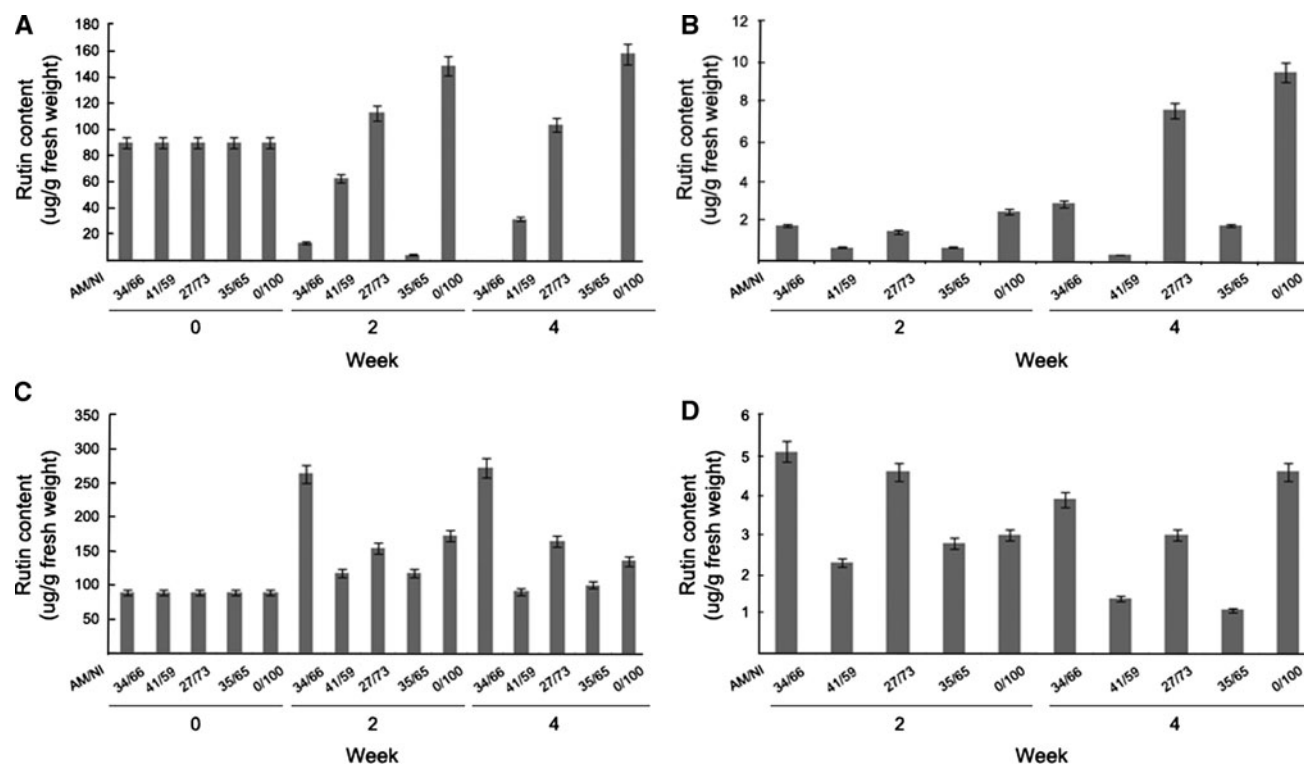 A
Rutin content
(ug/g fresh weight)
180
160
140
120
100
80
60
40
20
AM/NI 34/66 41/59 27/73 35/65 0/100 34/66 41/59 27/73 35/65 0/100 34/66 41/59 27/73 35/65 0/100
0 2 4
Week
B
Rutin content
(ug/g fresh weight)
12
10
8
6
4
2
AM/NI 34/66 41/59 27/73 35/65 0/100 34/66 41/59 27/73 35/65 0/100
2 4
Week
C
Rutin content
(ug/g fresh weight)
350
300
250
200
150
100
50
AM/NI 34/66 41/59 27/73 35/65 0/100 34/66 41/59 27/73 35/65 0/100 34/66 41/59 27/73 35/65 0/100
0 2 4
Week
D
Rutin content
(ug/g fresh weight)
6
5
4
3
2
1
AM/NI 34/66 41/59 27/73 35/65 0/100 34/66 41/59 27/73 35/65 0/100
2 4
Week